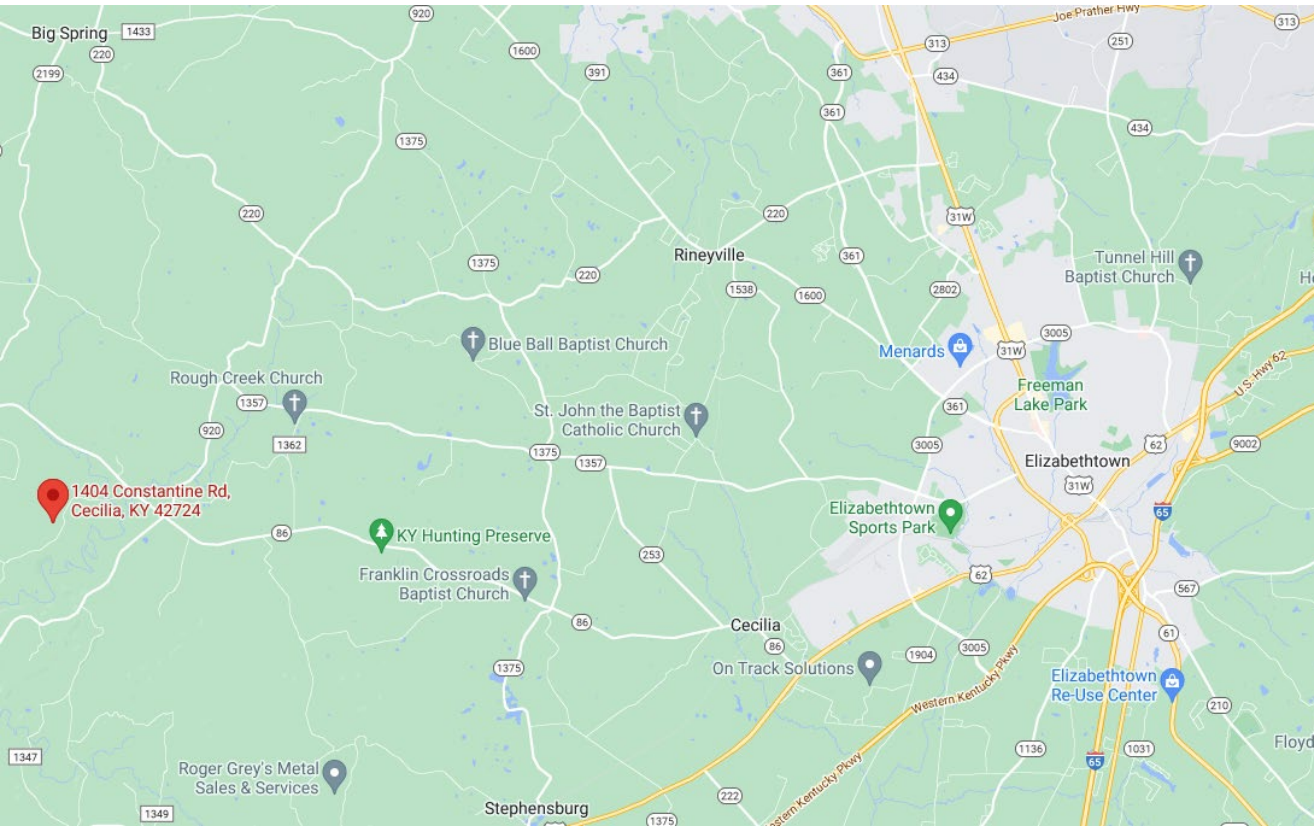 Joe Prather Hwy
920
313
Big Spring
1433
313
251
220
1600
361
2199
391
434
361
434
1375
220
220
31W
Rineyville
361
Tunnel Hill
Baptist Church
1375
220
He
1538
1600
2802
3005
Blue Ball Baptist Church
Menards
31W
U.S. Hwy 62
Rough Creek Church
Freeman
Lake Park
1357
361
St. John the Baptist
Catholic Church
920
1362
3005
62
9002
1375
1357
Elizabethtown
31W
1404 Constantine Rd,
Cecilia, KY 42724
Elizabethtown
Sports Park
65
86
KY Hunting Preserve
253
Franklin Crossroads
Baptist Church
62
567
86
Cecilia
61
86
1904
3005
1375
On Track Solutions
Elizabethtown
Re-Use Center
Western Kentucky Pkwy
210
1347
1136
1031
Floyd
65
Roger Grey's Metal
Sales & Services
222
Western Kentucky Pkwy
1349
Stephensburg
1375